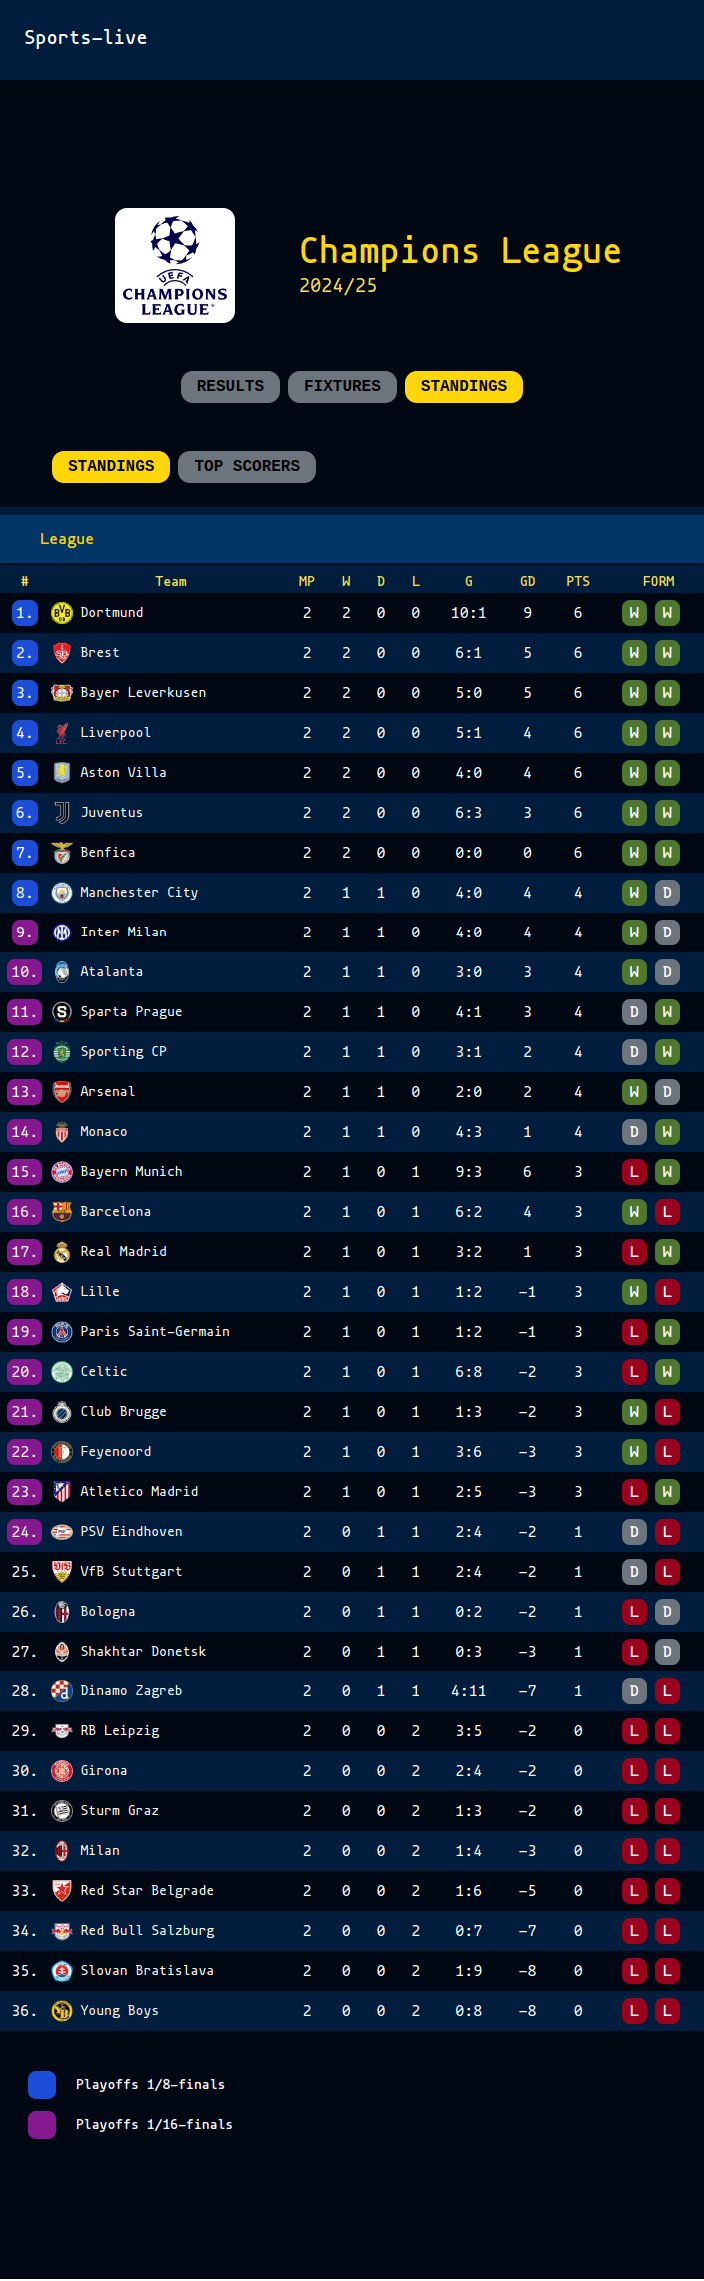 Sports-live
UEFA
CHAMPIONS
LEAGUE
Champions League
2024/25
RESULTS FIXTURES STANDINGS
STANDINGS TOP SCORERS
League
# Team MP W D L G GD PTS FORM
1. Dortmund 2 2 0 0 10:1 9 6 W W
2. Brest 2 2 0 0 6:1 5 6 W W
3. Bayer Leverkusen 2 2 0 0 5:0 5 6 W W
4. Liverpool 2 2 0 0 5:1 4 6 W W
5. Aston Villa 2 2 0 0 4:0 4 6 W W
6. Juventus 2 2 0 0 6:3 3 6 W W
7. Benfica 2 2 0 0 0:0 0 6 W W
8. Manchester City 2 1 1 0 4:0 4 4 W D
9. Inter Milan 2 1 1 0 4:0 4 4 W D
10. Atalanta 2 1 1 0 3:0 3 4 W D
11. Sparta Prague 2 1 1 0 4:1 3 4 D W
12. Sporting CP 2 1 1 0 3:1 2 4 D W
13. Arsenal 2 1 1 0 2:0 2 4 W D
14. Monaco 2 1 1 0 4:3 1 4 D W
15. Bayern Munich 2 1 0 1 9:3 6 3 L W
16. Barcelona 2 1 0 1 6:2 4 3 W L
17. Real Madrid 2 1 0 1 3:2 1 3 L W
18. Lille 2 1 0 1 1:2 -1 3 W L
19. Paris Saint-Germain 2 1 0 1 1:2 -1 3 L W
20. Celtic 2 1 0 1 6:8 -2 3 L W
21. Club Brugge 2 1 0 1 1:3 -2 3 W L
22. Feyenoord 2 1 0 1 3:6 -3 3 W L
23. Atletico Madrid 2 1 0 1 2:5 -3 3 L W
24. PSV Eindhoven 2 0 1 1 2:4 -2 1 D L
25. VfB Stuttgart 2 0 1 1 2:4 -2 1 D L
26. Bologna 2 0 1 1 0:2 -2 1 L D
27. Shakhtar Donetsk 2 0 1 1 0:3 -3 1 L D
28. Dinamo Zagreb 2 0 1 1 4:11 -7 1 D L
29. RB Leipzig 2 0 0 2 3:5 -2 0 L L
30. Girona 2 0 0 2 2:4 -2 0 L L
31. Sturm Graz 2 0 0 2 1:3 -2 0 L L
32. Milan 2 0 0 2 1:4 -3 0 L L
33. Red Star Belgrade 2 0 0 2 1:6 -5 0 L L
34. Red Bull Salzburg 2 0 0 2 0:7 -7 0 L L
35. Slovan Bratislava 2 0 0 2 1:9 -8 0 L L
36. Young Boys 2 0 0 2 0:8 -8 0 L L
Playoffs 1/8-finals
Playoffs 1/16-finals